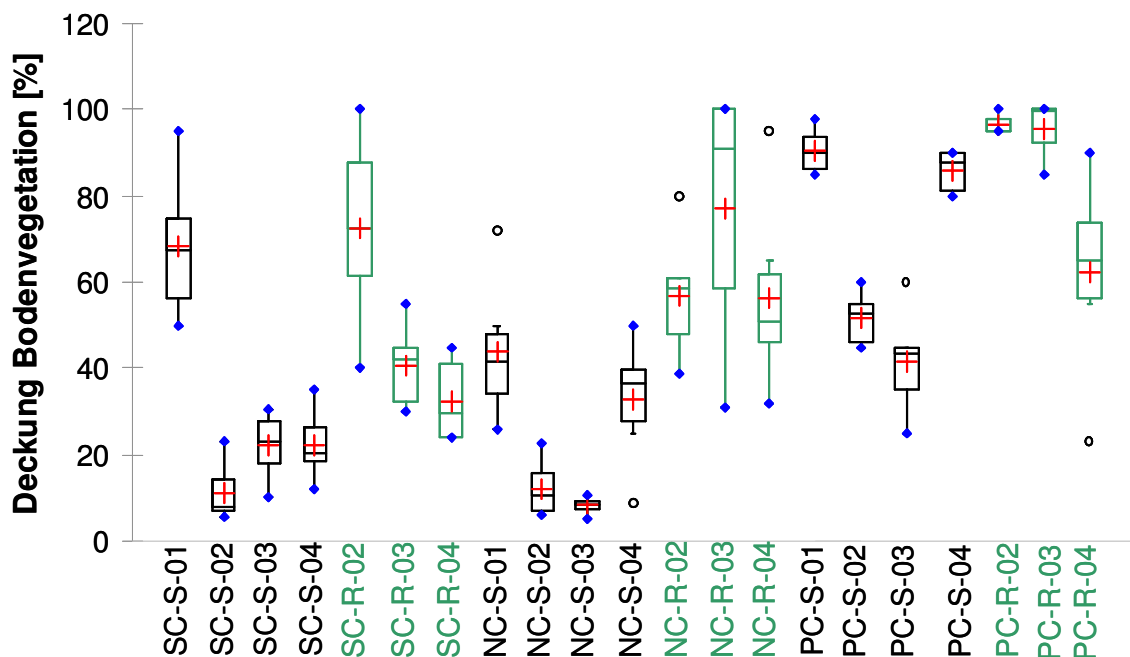 Deckung Bodenvegetation [%]
120
100
80
60
40
20
0
SC-S-01
SC-S-02
SC-S-03
SC-S-04
SC-R-02
SC-R-03
SC-R-04
NC-S-01
NC-S-02
NC-S-03
NC-S-04
NC-R-02
NC-R-03
NC-R-04
PC-S-01
PC-S-02
PC-S-03
PC-S-04
PC-R-02
PC-R-03
PC-R-04